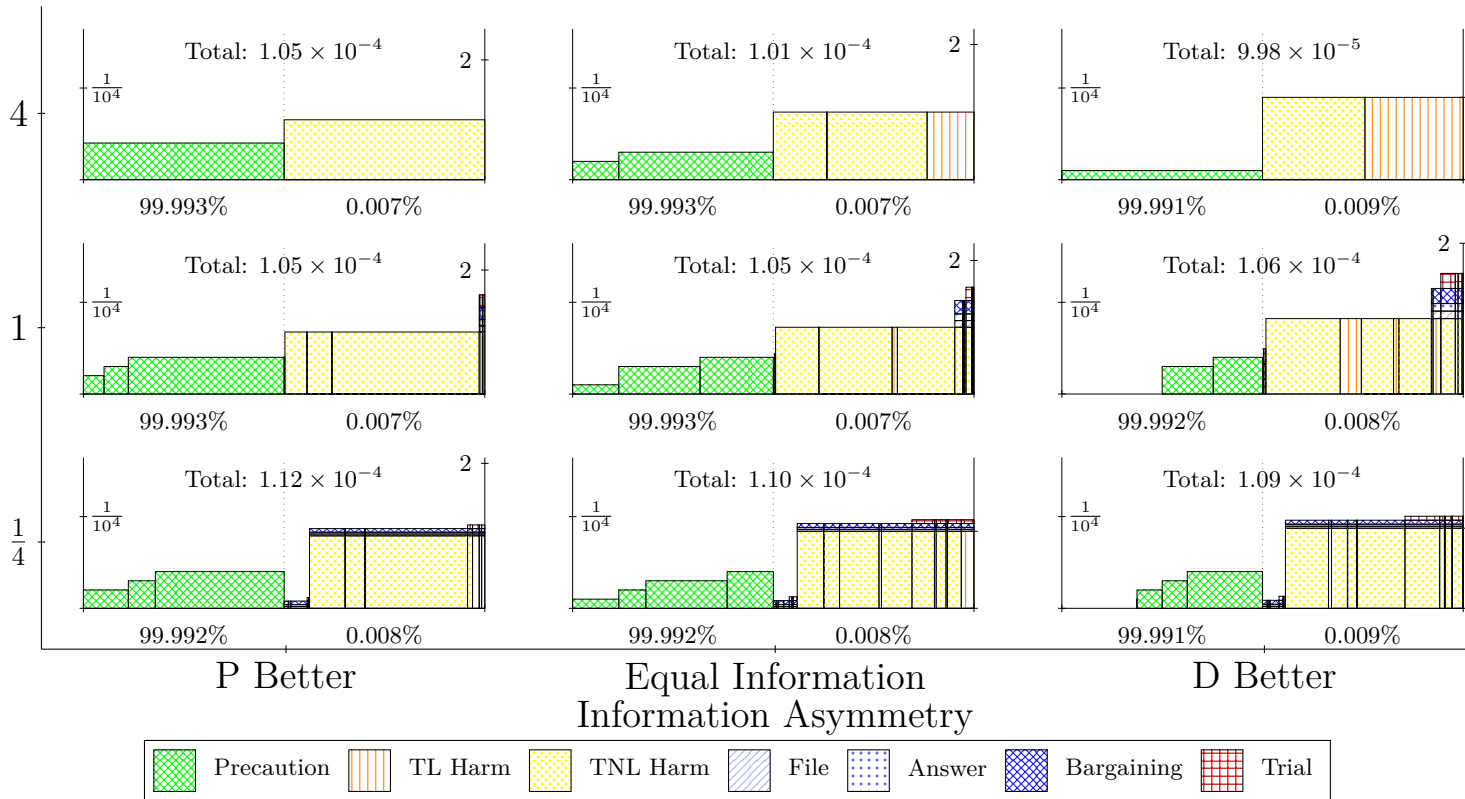 4
Total: 1.05 × 10⁻⁴
2
1/10⁴
99.993% 0.007%
Total: 1.01 × 10⁻⁴
2
1/10⁴
99.993% 0.007%
Total: 9.98 × 10⁻⁵
1/10⁴
99.991% 0.009%
1
Total: 1.05 × 10⁻⁴
2
1/10⁴
99.993% 0.007%
Total: 1.05 × 10⁻⁴
2
1/10⁴
99.993% 0.007%
Total: 1.06 × 10⁻⁴
2
1/10⁴
99.992% 0.008%
1/4
Total: 1.12 × 10⁻⁴
2
1/10⁴
99.992% 0.008%
Total: 1.10 × 10⁻⁴
1/10⁴
99.992% 0.008%
Total: 1.09 × 10⁻⁴
1/10⁴
99.991% 0.009%
P Better Equal Information D Better
Information Asymmetry
Precaution TL Harm TNL Harm File Answer Bargaining Trial